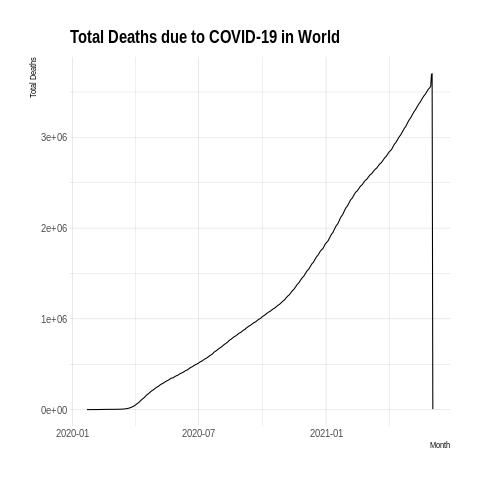 Total Deaths due to COVID-19 in World
Total Deaths
3e+06
2e+06
1e+06
0e+00
2020-01 2020-07 2021-01
Month